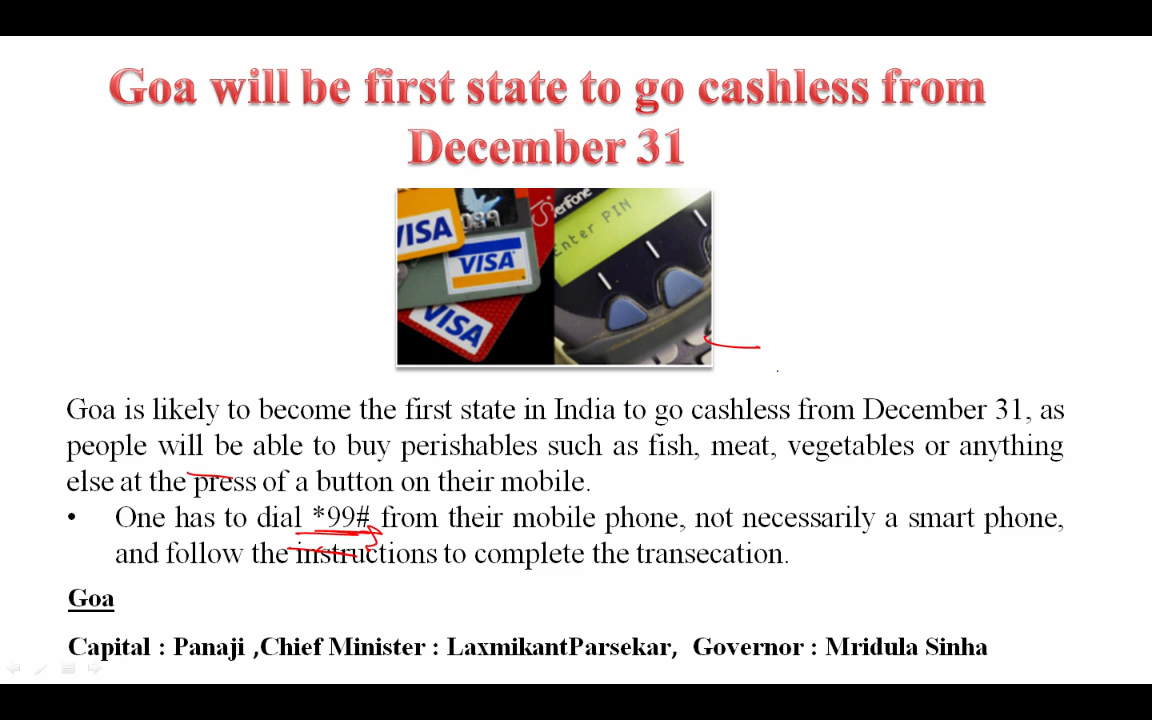 Goa will be first state to go cashless from
December 31
VISA
VISA
VISA
Enter PIN
Goa is likely to become the first state in India to go cashless from December 31, as
people will be able to buy perishables such as fish, meat, vegetables or anything
else at the press of a button on their mobile.
• One has to dial *99# from their mobile phone, not necessarily a smart phone,
and follow the instructions to complete the transecation.
Goa
Capital : Panaji ,Chief Minister : LaxmikantParsekar, Governor : Mridula Sinha